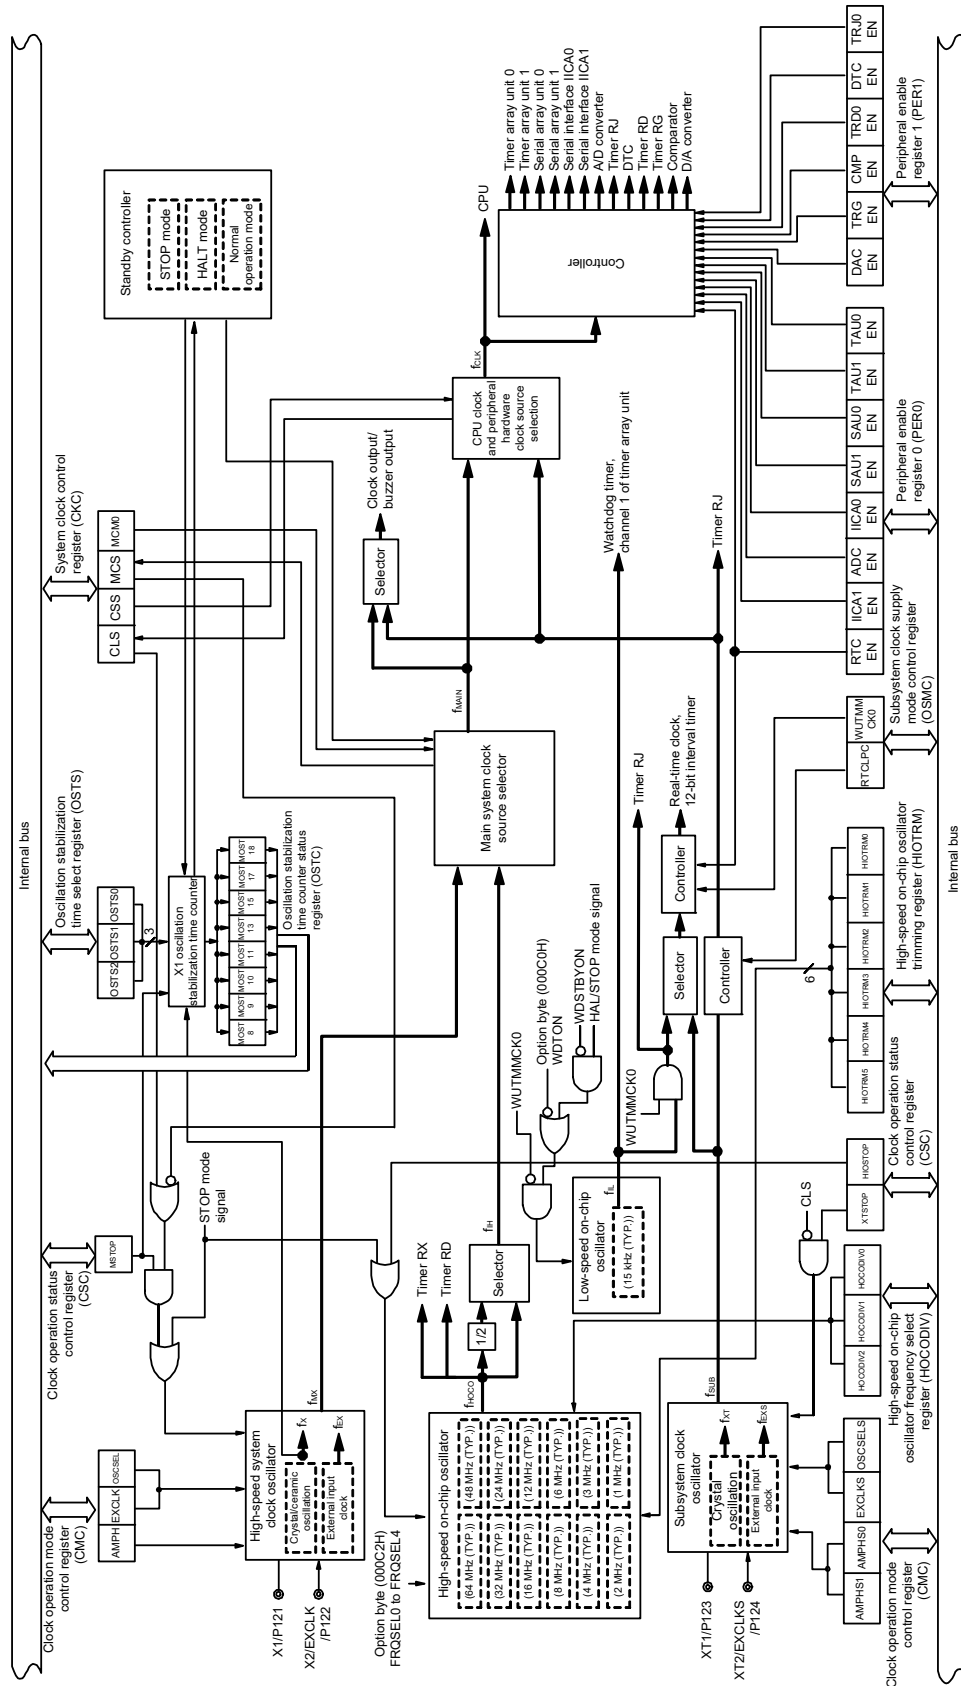 Internal bus
Clock operation mode
control register
(CMC)
AMPH
EXCLK
OSCSEL
Clock operation status
control register
(CSC)
MSTOP
Oscillation stabilization
time select register (OSTS)
OSTS2
OSTS1
OSTS0
3
System clock control
register (CKC)
CLS
CSS
MCS
MCM0
X1 oscillation
stabilization time counter
MOST
8
MOST
9
MOST
10
MOST
11
MOST
13
MOST
15
MOST
17
MOST
18
Oscillation stabilization
time counter status
register (OSTC)
Standby controller
STOP mode
HALT mode
Normal
operation mode
STOP mode
signal
High-speed system
clock oscillator
Crystal/ceramic
oscillation
External input
clock
fX
fEX
fMX
X1/P121
X2/EXCLK
/P122
Option byte (000C2H)
FRQSEL0 to FRQSEL4
High-speed on-chip oscillator
(64 MHz (TYP.))
(48 MHz (TYP.))
(32 MHz (TYP.))
(24 MHz (TYP.))
(16 MHz (TYP.))
(12 MHz (TYP.))
(8 MHz (TYP.))
(6 MHz (TYP.))
(4 MHz (TYP.))
(3 MHz (TYP.))
(2 MHz (TYP.))
(1 MHz (TYP.))
fHOCO
Timer RX
Timer RD
1/2
Selector
fIH
Main system clock
source selector
fMAIN
Selector
Clock output/
buzzer output
CPU clock
and peripheral
hardware
clock source
selection
fCLK
CPU
Controller
Timer array unit 0
Timer array unit 1
Serial array unit 0
Serial array unit 1
Serial interface IICA0
Serial interface IICA1
A/D converter
Timer RJ
DTC
Timer RD
Timer RG
Comparator
D/A converter
WUTMMCK0
Option byte (000C0H)
WDTON
WDSTBYON
HAL/STOP mode signal
Low-speed on-chip
oscillator
(15 kHz (TYP.))
fIL
Watchdog timer,
channel 1 of timer array unit
WUTMMCK0
Timer RJ
Selector
Controller
Real-time clock,
12-bit interval timer
Controller
Timer RJ
Subsystem clock
oscillator
Crystal
oscillation
External input
clock
fXT
fEXS
fSUB
XT1/P123
XT2/EXCLKS
/P124
CLS
6
AMPHS1
AMPHS0
EXCLKS
OSCSELS
Clock operation mode
control register
(CMC)
HOCODIV2
HOCODIV1
HOCODIV0
High-speed on-chip
oscillator frequency select
register (HOCODIV)
XTSTOP
HIOSTOP
Clock operation status
control register
(CSC)
HIOTRM5
HIOTRM4
HIOTRM3
HIOTRM2
HIOTRM1
HIOTRM0
High-speed on-chip oscillator
trimming register (HIOTRM)
RTCLPC
WUTMM
CK0
Subsystem clock supply
mode control register
(OSMC)
RTC
EN
IICA1
EN
ADC
EN
IICA0
EN
SAU1
EN
SAU0
EN
TAU1
EN
TAU0
EN
Peripheral enable
register 0 (PER0)
DAC
EN
TRG
EN
CMP
EN
TRD0
EN
DTC
EN
TRJ0
EN
Peripheral enable
register 1 (PER1)
Internal bus